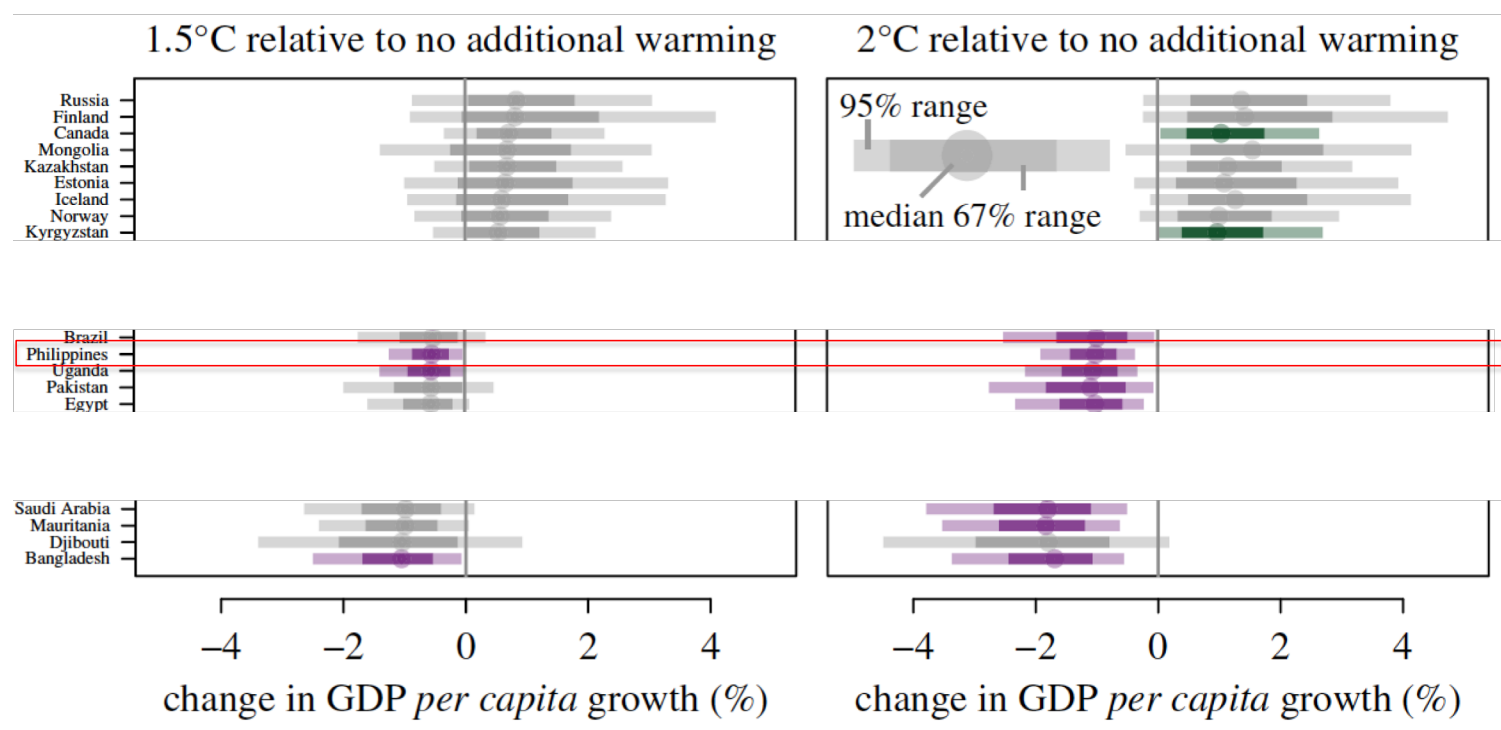 1.5°C relative to no additional warming
2°C relative to no additional warming
Russia
Finland
Canada
Mongolia
Kazakhstan
Estonia
Iceland
Norway
Kyrgyzstan
95% range
median 67% range
Brazil
Philippines
Uganda
Pakistan
Egypt
Saudi Arabia
Mauritania
Djibouti
Bangladesh
−4 −2 0 2 4
−4 −2 0 2 4
change in GDP per capita growth (%)
change in GDP per capita growth (%)